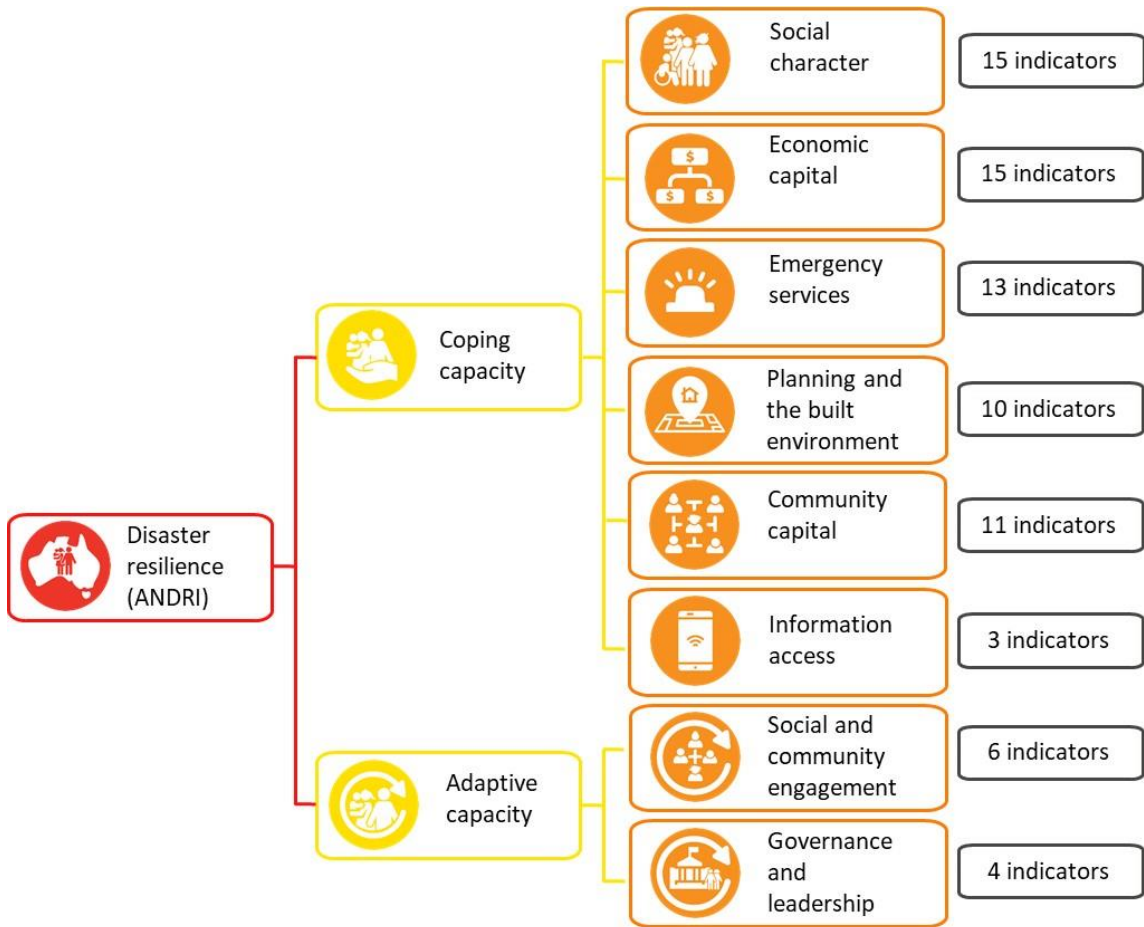 Social
character
15 indicators
Economic
capital
15 indicators
Emergency
services
13 indicators
Coping
capacity
Planning and
the built
environment
10 indicators
Community
capital
11 indicators
Disaster
resilience
(ANDRI)
Information
access
3 indicators
Adaptive
capacity
Social and
community
engagement
6 indicators
Governance
and
leadership
4 indicators